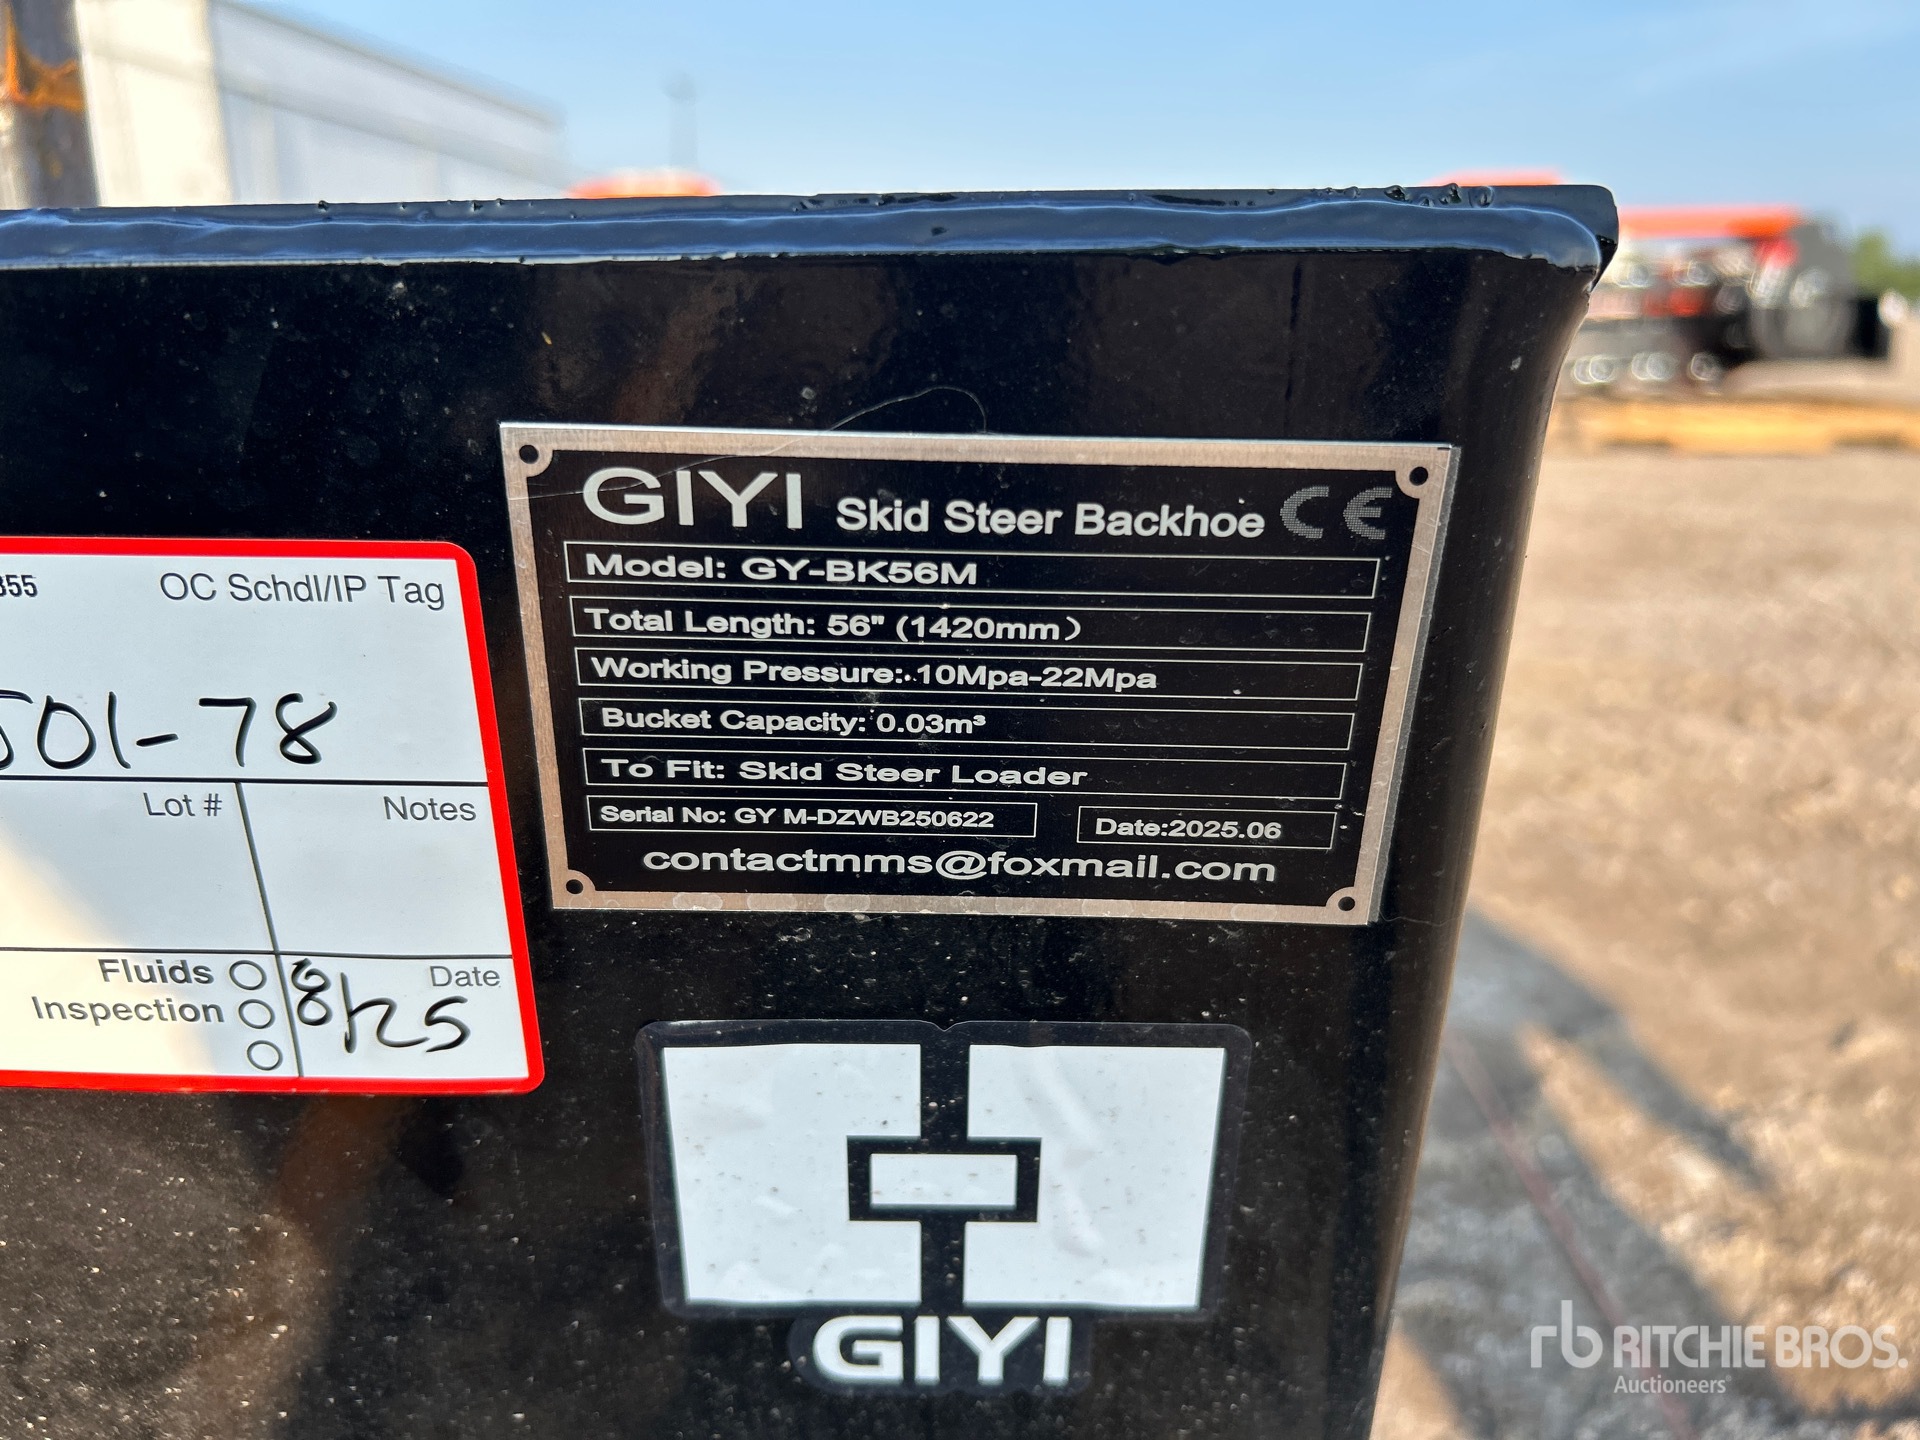 GIYI Skid Steer Backhoe CE
Model: GY-BK56M
Total Length: 56" (1420mm）
Working Pressure: 10Mpa-22Mpa
Bucket Capacity: 0.03m³
To Fit: Skid Steer Loader
Serial No: GY M-DZWB250622
Date:2025.06
contactmms@foxmail.com
355 OC Schdl/IP Tag
501-78
Lot # Notes
Fluids
Inspection
Date
8/25
GIYI
rb RITCHIE BROS.
Auctioneers